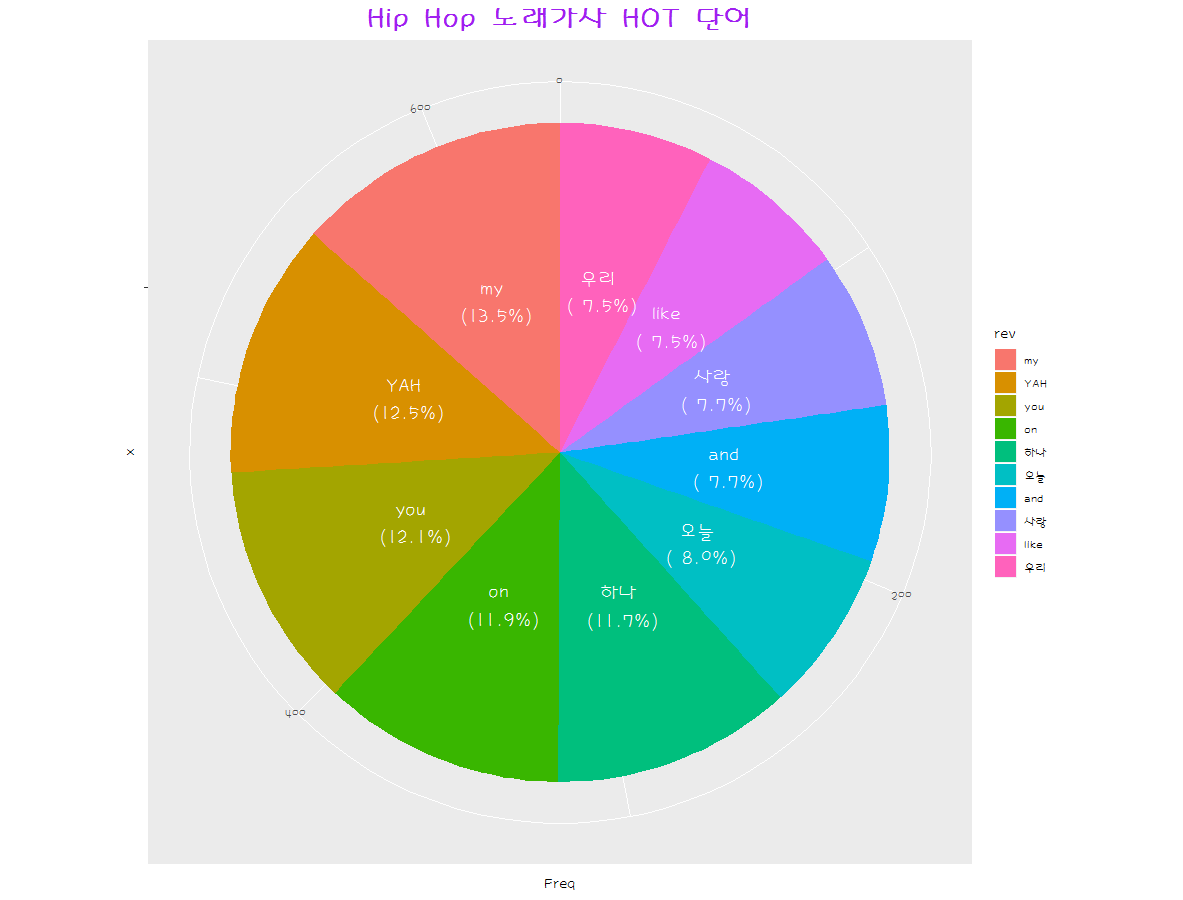 Hip Hop 노래가사 HOT 단어
0
600
my
(13.5%)
우리
( 7.5%)
like
( 7.5%)
YAH
(12.5%)
사랑
( 7.7%)
x
and
( 7.7%)
you
(12.1%)
오늘
( 8.0%)
on
(11.9%)
하나
(11.7%)
200
400
Freq
rev
my
YAH
you
on
하나
오늘
and
사랑
like
우리